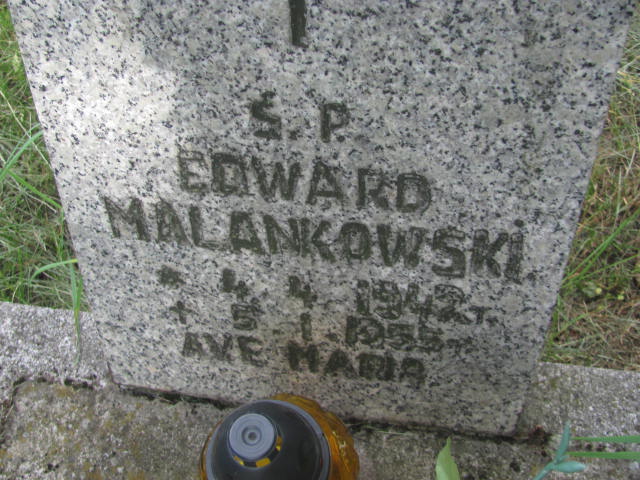 Ś. P.
EDWARD
MALANKOWSKI
* 4. 4. 1942 r.
+ 5. 1. 1955 r.
AVE MARIA